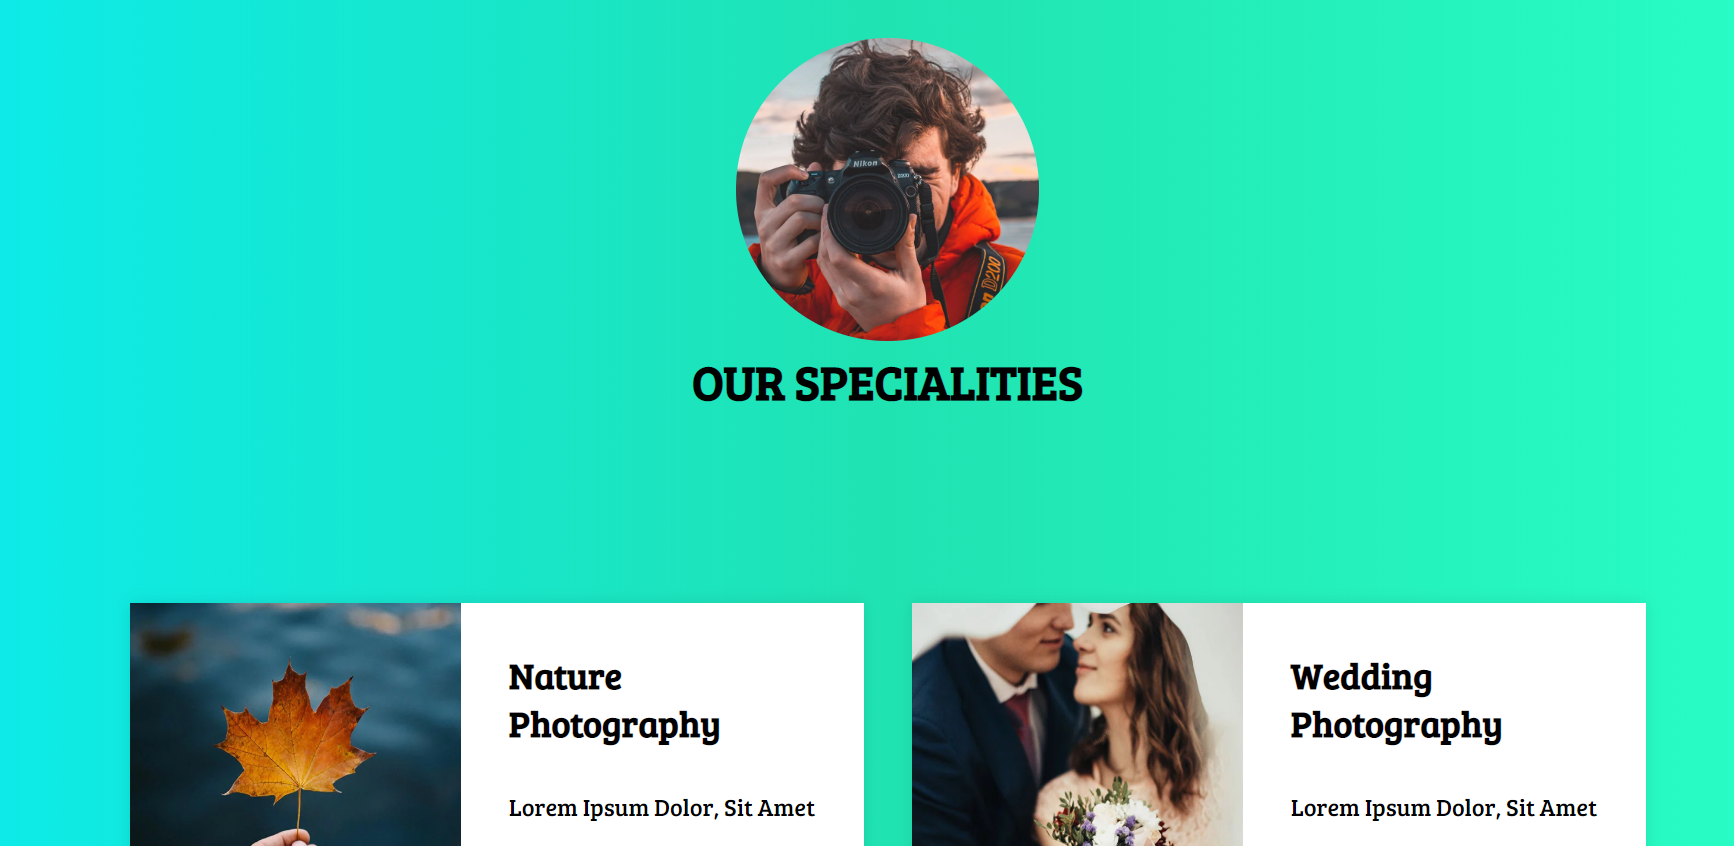 Nikon
D200
OUR SPECIALITIES
Nature
Photography
Lorem Ipsum Dolor, Sit Amet
Wedding
Photography
Lorem Ipsum Dolor, Sit Amet